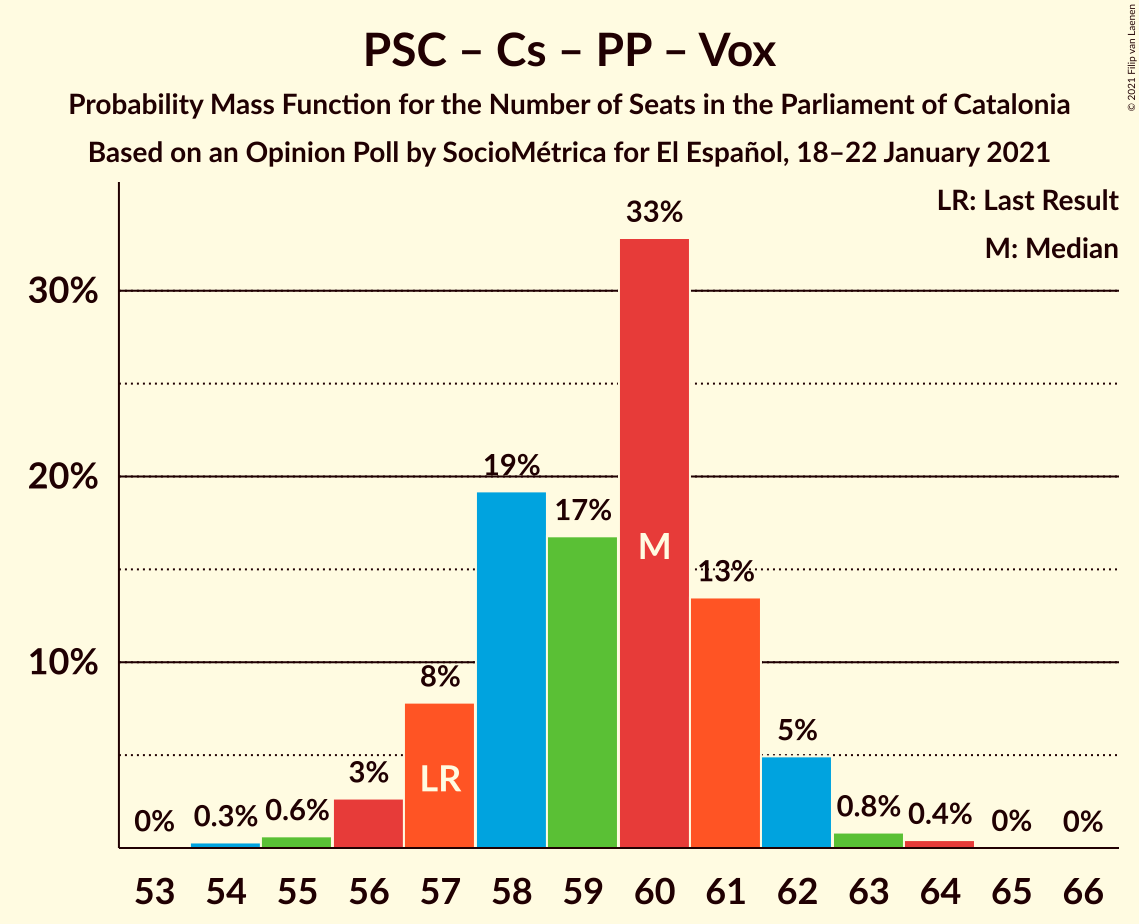 PSC – Cs – PP – Vox
Probability Mass Function for the Number of Seats in the Parliament of Catalonia
Based on an Opinion Poll by SocioMétrica for El Español, 18–22 January 2021
© 2021 Filip van Laenen
LR: Last Result
M: Median
30%
20%
10%
0%
0.3%
0.6%
3%
8%
19%
17%
33%
13%
5%
0.8%
0.4%
0%
0%
LR
M
53 54 55 56 57 58 59 60 61 62 63 64 65 66